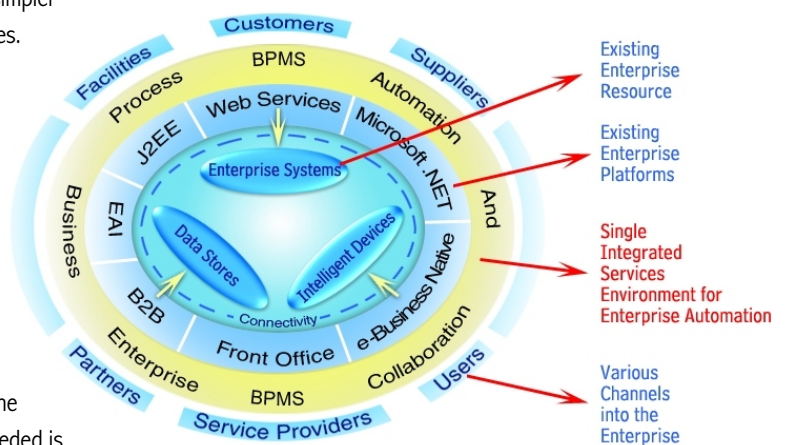 es.
Customers
Facilities
Suppliers
BPMS
Process
Automation
Web Services
J2EE
Microsoft .NET
Enterprise Systems
Business
EAI
And
Data Stores
Intelligent Devices
B2B
e-Business Native
Connectivity
Front Office
Enterprise
Collaboration
BPMS
Partners
Users
Service Providers
Existing
Enterprise
Resource
Existing
Enterprise
Platforms
Single
Integrated
Services
Environment for
Enterprise Automation
Various
Channels
into the
Enterprise